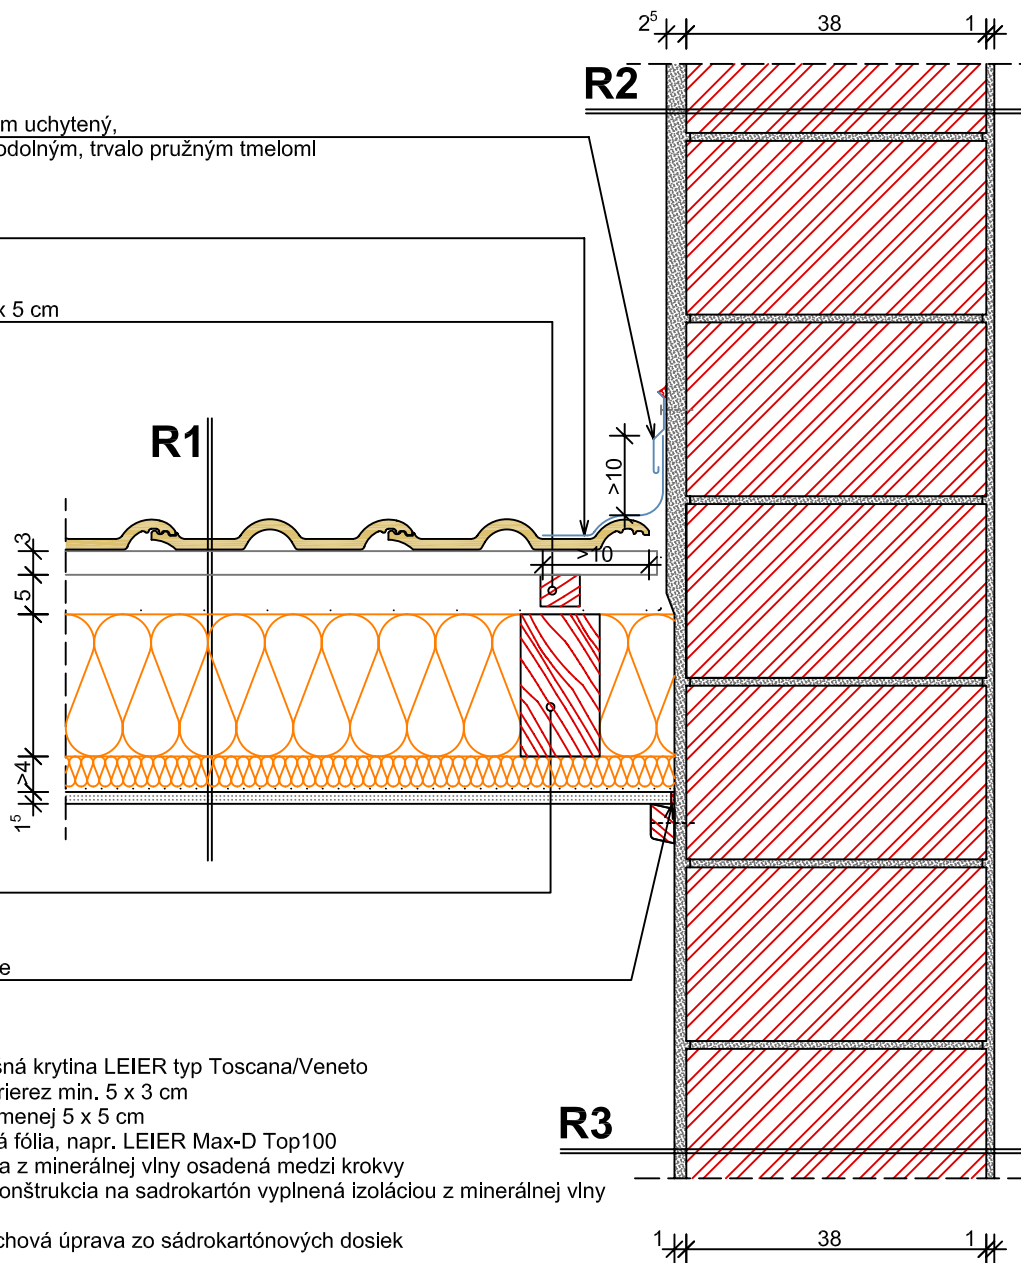 2⁵ 38 1
R2
m uchytený,
odolným, trvalo pružným tmeloml
x 5 cm
R1
>10
3
>10
5
>4
1⁵
e
šná krytina LEIER typ Toscana/Veneto
rierez min. 5 x 3 cm
menej 5 x 5 cm
á fólia, napr. LEIER Max-D Top100
R3
a z minerálnej vlny osadená medzi krokvy
onštrukcia na sadrokartón vyplnená izoláciou z minerálnej vlny
chová úprava zo sádrokartónových dosiek
1 38 1